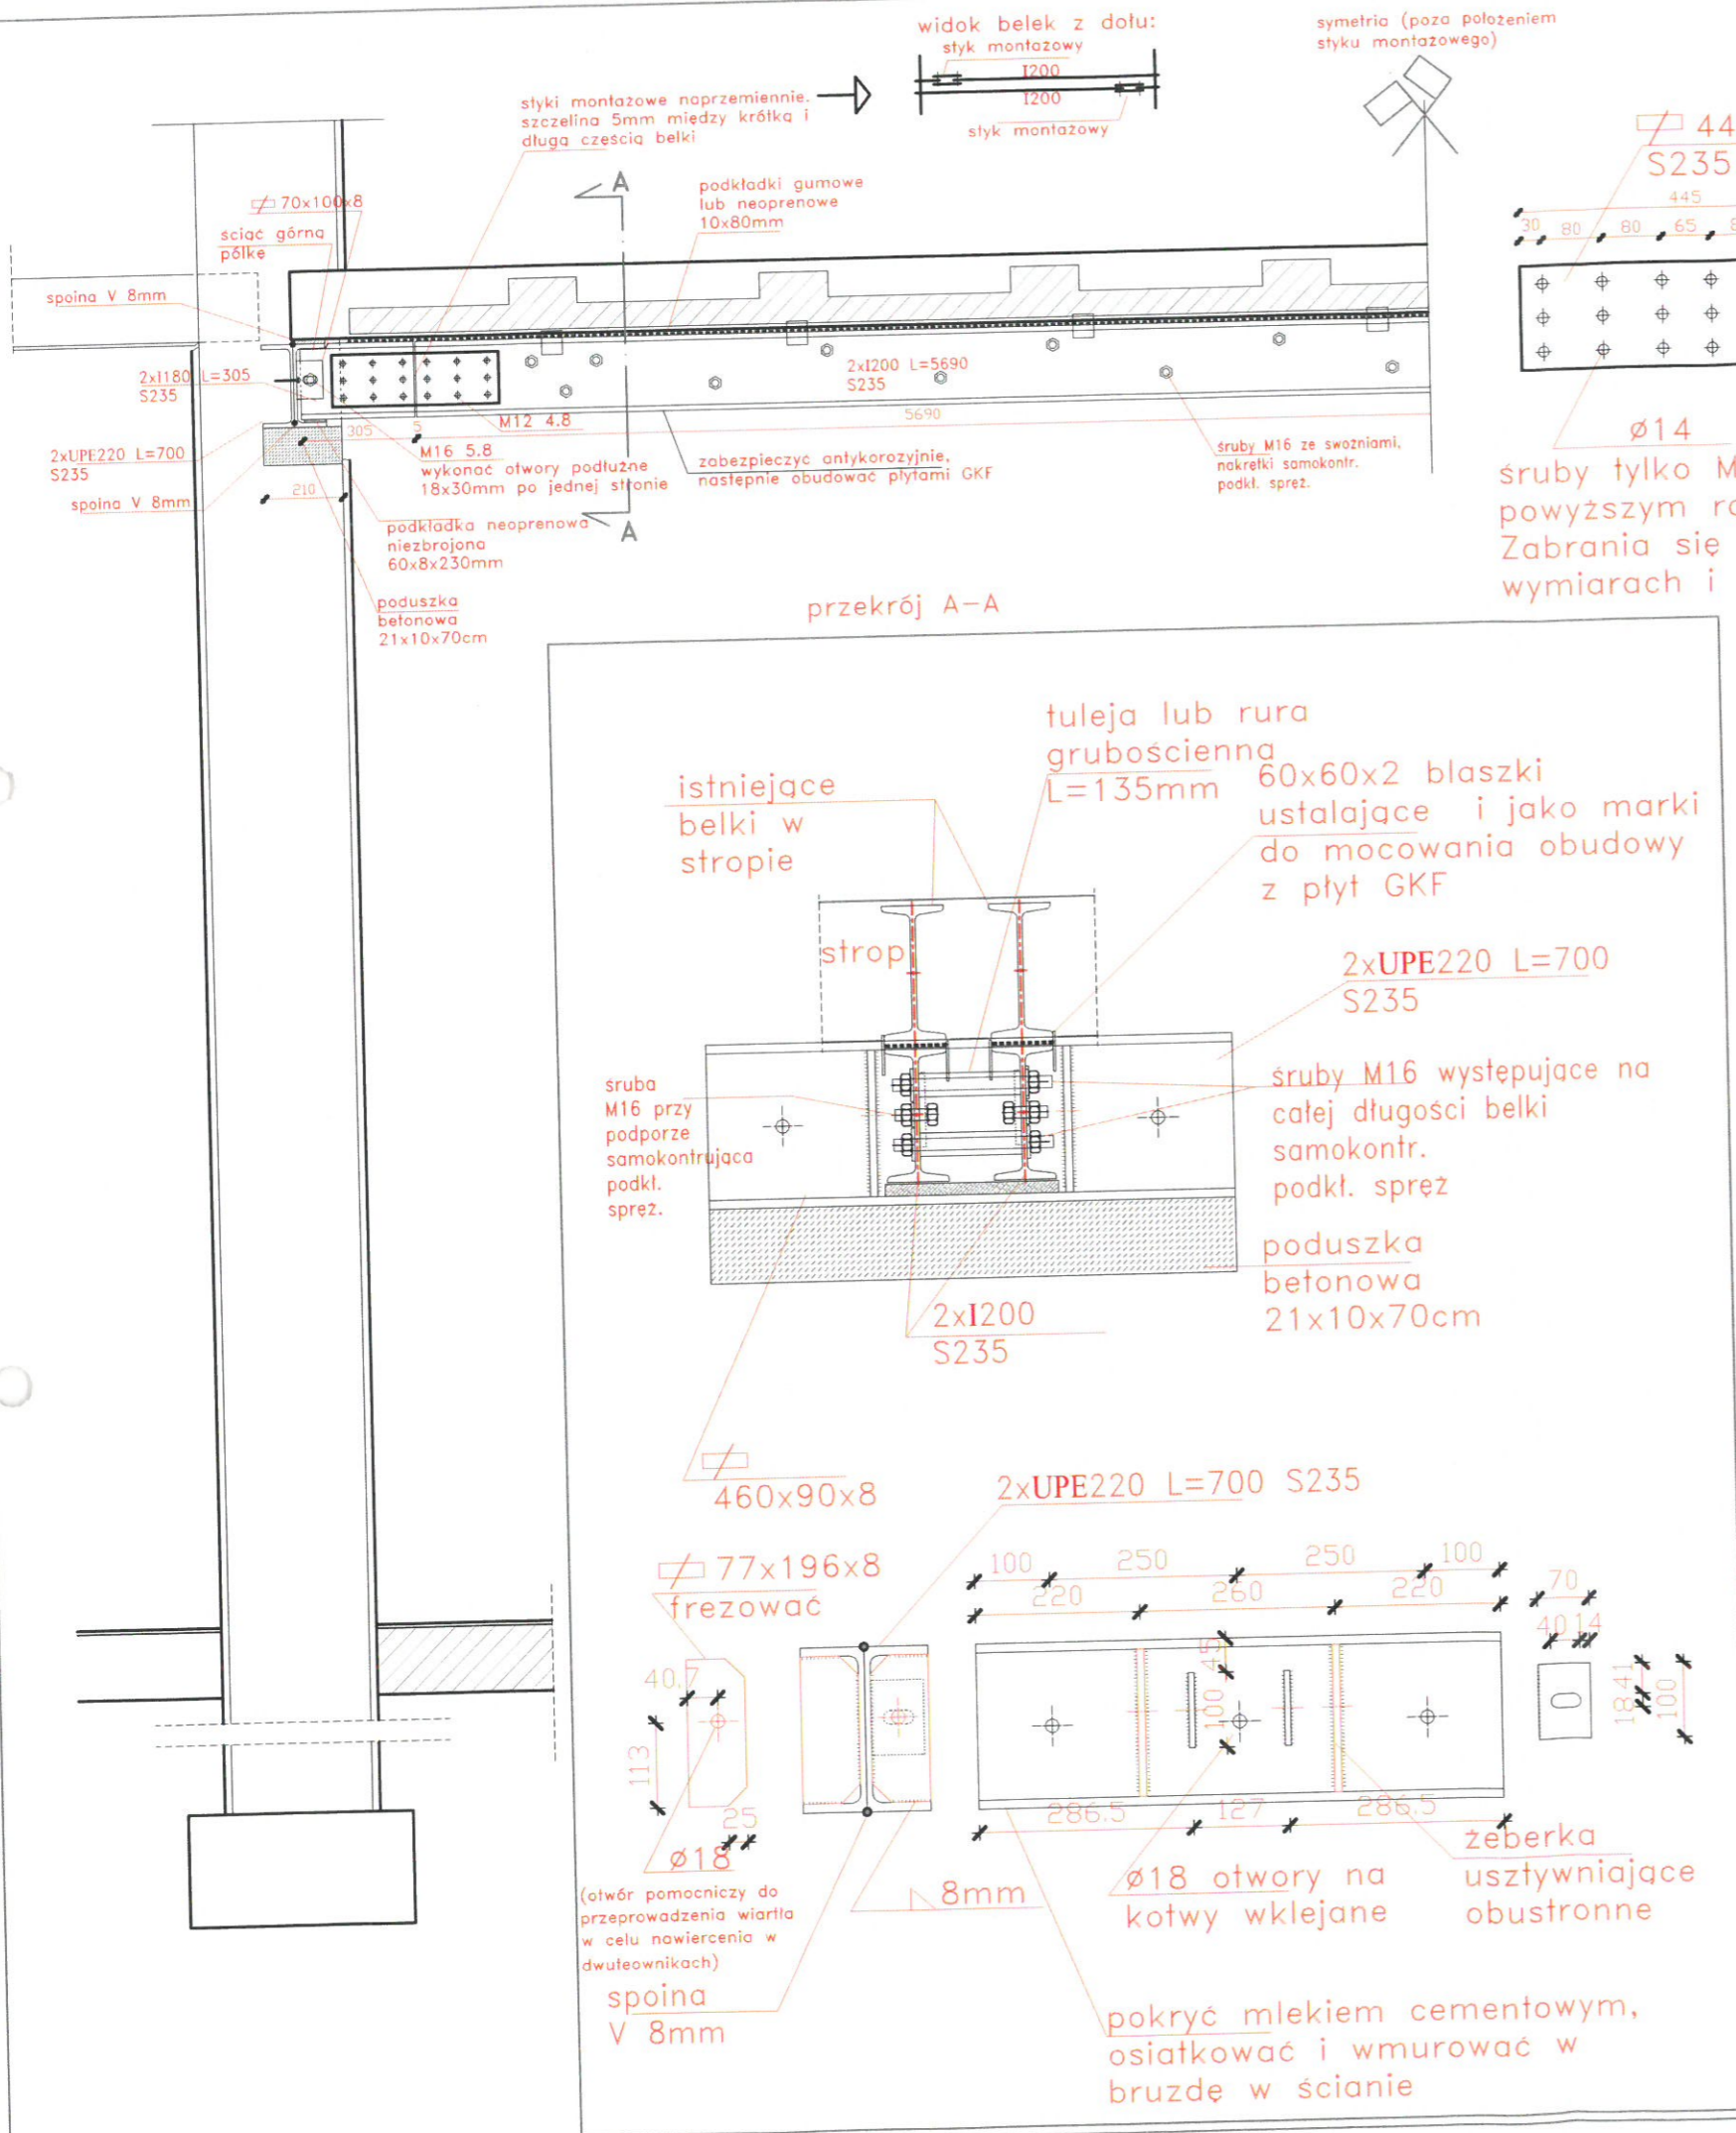 widok belek z dołu:
styk montażowy
I200
I200
styk montażowy
symetria (poza położeniem
styku montażowego)
styki montażowe naprzemiennie.
szczelina 5mm między krótką i
długą częścią belki
A
podkładki gumowe
lub neoprenowe
10x80mm
70x100x8
ściąć górną
półkę
spoina V 8mm
2xI180 L=305
S235
2xUPE220 L=700
S235
spoina V 8mm
210
305
5
M12 4.8
M16 5.8
wykonać otwory podłużne
18x30mm po jednej stronie
podkładka neoprenowa
niezbrojona
60x8x230mm
poduszka
betonowa
21x10x70cm
A
2xI200 L=5690
S235
5690
zabezpieczyć antykorozyjnie,
następnie obudować płytami GKF
śruby M16 ze sworzniami,
nakrętki samokontr.
podkł. spręż.
44
S235
445
30 80 80 65 8
ø14
śruby tylko M
powyższym ro
Zabrania się
wymiarach i
przekrój A-A
tuleja lub rura
grubościenna
L=135mm
istniejące
belki w
stropie
60x60x2 blaszki
ustalające i jako marki
do mocowania obudowy
z płyt GKF
strop
2xUPE220 L=700
S235
śruba
M16 przy
podporze
samokontrująca
podkł.
spręż.
śruby M16 występujące na
całej długości belki
samokontr.
podkł. spręż
poduszka
betonowa
21x10x70cm
2xI200
S235
460x90x8
2xUPE220 L=700 S235
77x196x8
frezować
40,7
113
25
ø18
(otwór pomocniczy do
przeprowadzenia wiertła
w celu nawiercenia w
dwuteownikach)
spoina
V 8mm
8mm
100 250 250 100
220 260 220
45
100
286.5 127 286.5
70
40 14
41
18
100
ø18 otwory na
kotwy wklejane
żeberka
usztywniające
obustronne
pokryć mlekiem cementowym,
osiatkować i wmurować w
bruzdę w ścianie